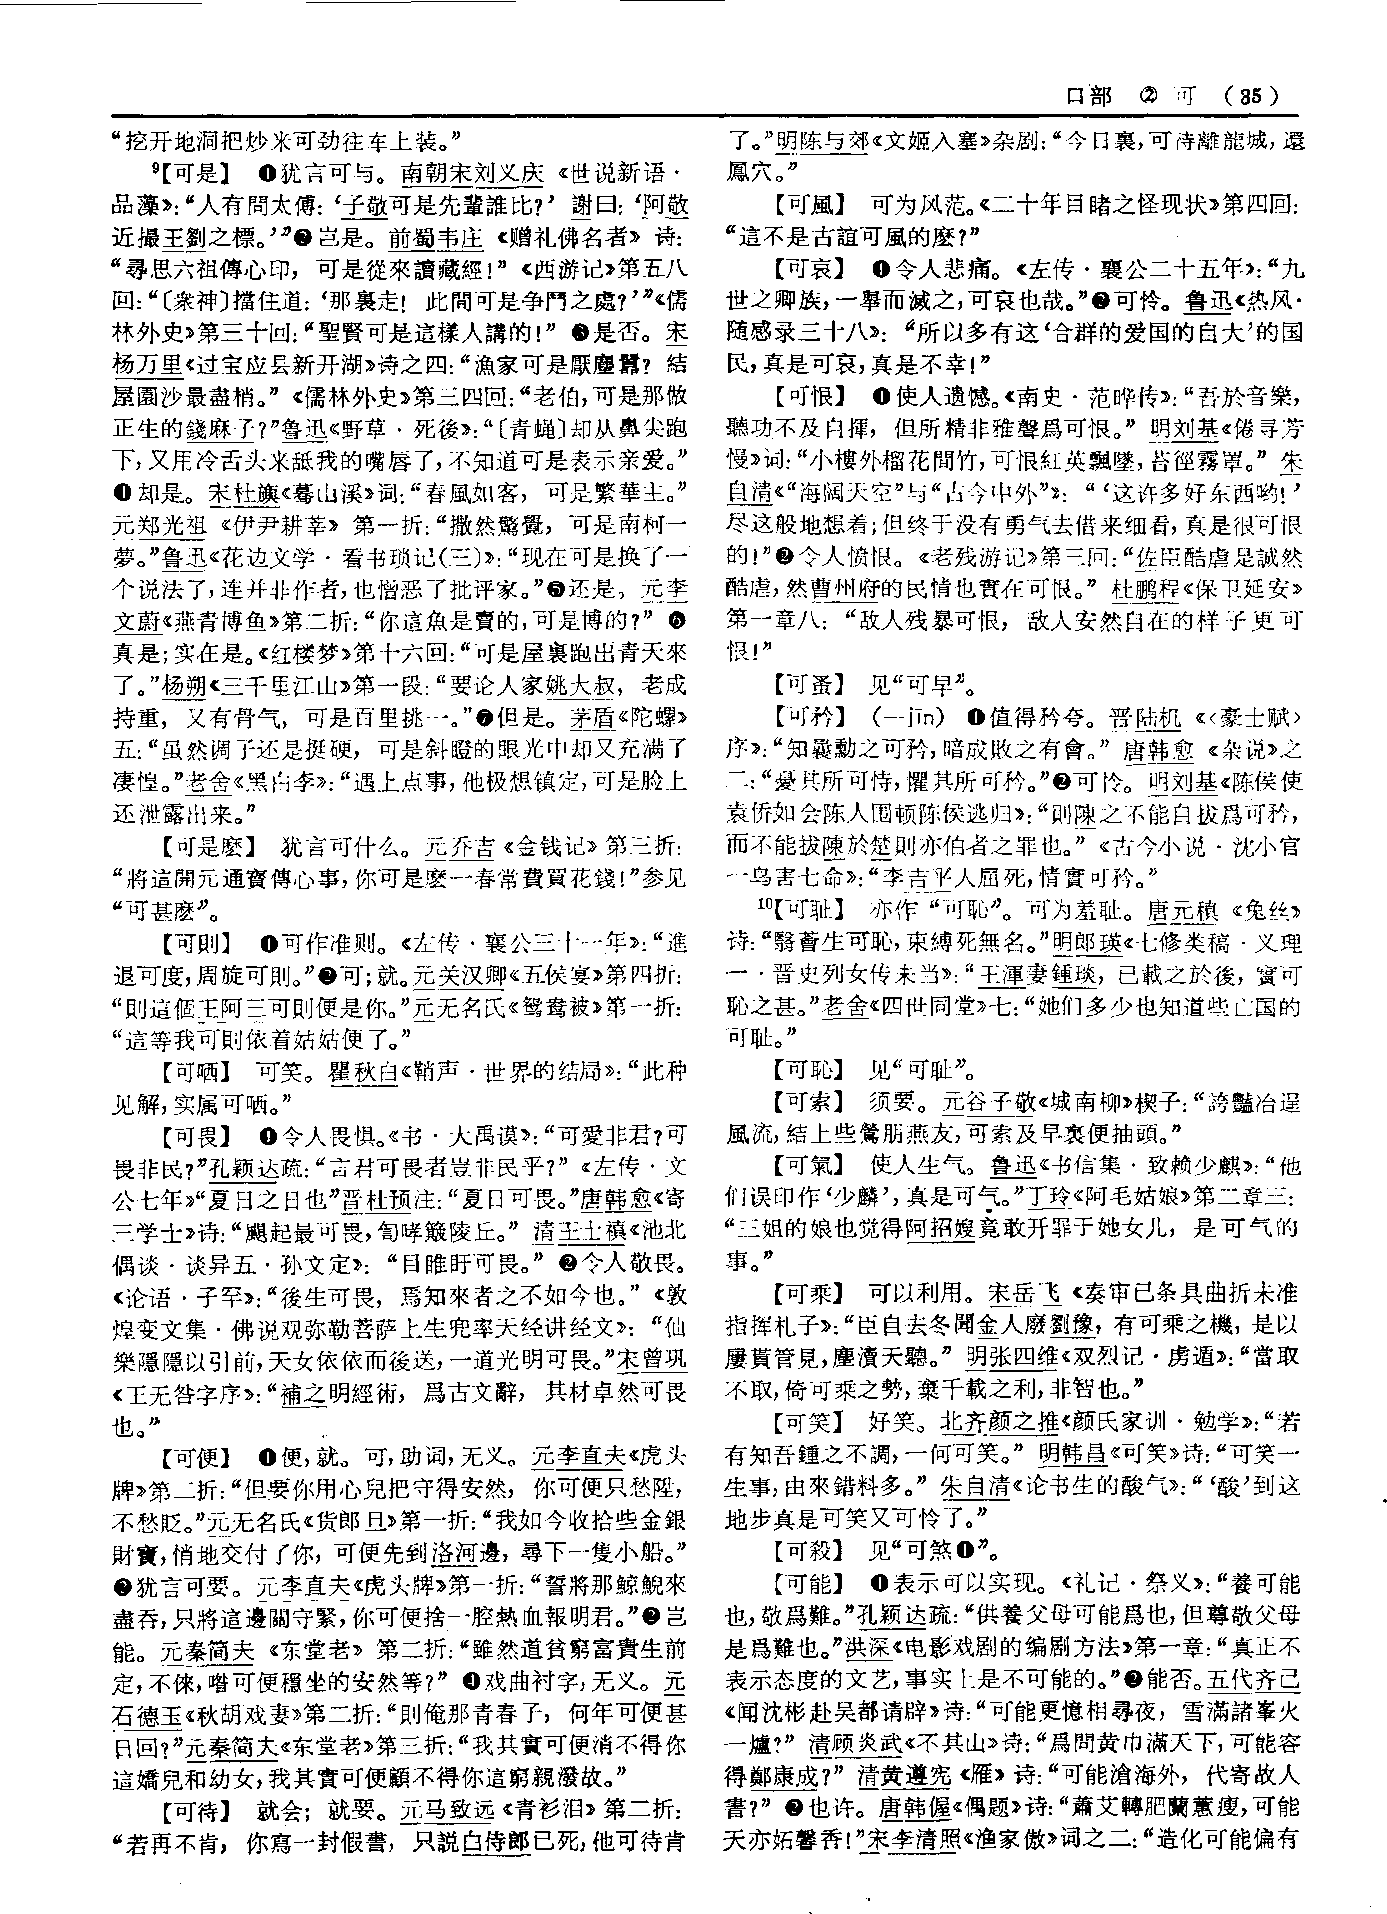 口部 ② 可 （35）
“挖开地洞把炒米可劲往车上装。”
⁹【可是】 ❶犹言可与。南朝宋刘义庆《世说新语·
品藻》：“人有問太傅：‘子敬可是先輩誰比？’ 謝曰：‘阿敬
近撮王劉之標。’”❷岂是。前蜀韦庄《赠礼佛名者》诗：
“尋思六祖傳心印， 可是從來讀藏經！”《西游记》第五八
回：“〔衆神〕擋住道：‘那裏走！ 此間可是争鬥之處？’”《儒
林外史》第三十回：“聖賢可是這樣人講的！” ❸是否。宋
杨万里《过宝应县新开湖》诗之四：“漁家可是厭塵囂？ 結
屋圍沙最盡梢。”《儒林外史》第三四回：“老伯，可是那做
正生的錢麻子？”鲁迅《野草·死後》：“〔青蝇〕却从鼻尖跑
下，又用冷舌头来舐我的嘴唇了，不知道可是表示亲爱。”
❹却是。宋杜旟《蓦山溪》词：“春風如客， 可是繁華主。”
元郑光祖《伊尹耕莘》第一折：“撒然驚覺， 可是南柯一
夢。”鲁迅《花边文学·看书琐记（三）》：“现在可是换了一
个说法了，连并非作者，也憎恶了批评家。”❺还是。元李
文蔚《燕青博鱼》第二折：“你這魚是賣的，可是博的？” ❻
真是；实在是。《红楼梦》第十六回：“可是屋裏跑出青天來
了。”杨朔《三千里江山》第一段：“要论人家姚大叔， 老成
持重， 又有骨气， 可是百里挑一。”❼但是。茅盾《陀螺》
五：“虽然调子还是挺硬， 可是斜瞪的眼光中却又充满了
凄惶。”老舍《黑白李》：“遇上点事，他极想镇定，可是脸上
还泄露出来。”
【可是麽】 犹言可什么。元乔吉《金钱记》第三折：
“將這開元通寳傳心事，你可是麽一春常費買花錢！”参见
“可甚麽”。
【可則】 ❶可作准则。《左传·襄公三十一年》：“進
退可度，周旋可則。”❷可；就。元关汉卿《五侯宴》第四折：
“則這個王阿三可則便是你。”元无名氏《鸳鸯被》第一折：
“這等我可則依着姑姑便了。”
【可哂】 可笑。瞿秋白《鞘声·世界的结局》：“此种
见解，实属可哂。”
【可畏】 ❶令人畏惧。《书·大禹谟》：“可愛非君？可
畏非民？”孔颖达疏：“言君可畏者豈非民乎？”《左传·文
公七年》“夏日之日也”晋杜预注：“夏日可畏。”唐韩愈《寄
三学士》诗：“颶起最可畏，訇哮簸陵丘。” 清王士禛《池北
偶谈·谈异五·孙文定》：“目睢盱可畏。” ❷令人敬畏。
《论语·子罕》：“後生可畏， 焉知來者之不如今也。”《敦
煌变文集·佛说观弥勒菩萨上生兜率天经讲经文》：“仙
樂隱隱以引前，天女依依而後送，一道光明可畏。”宋曾巩
《王无咎字序》：“補之明經術， 爲古文辭， 其材卓然可畏
也。”
【可便】 ❶便，就。可，助词，无义。元李直夫《虎头
牌》第二折：“但要你用心兒把守得安然， 你可便只愁陞，
不愁貶。”元无名氏《货郎旦》第一折：“我如今收拾些金銀
財寳，悄地交付了你， 可便先到洛河邊，尋下一隻小船。”
❷犹言可要。元李直夫《虎头牌》第一折：“誓將那鯨鯢來
盡吞，只將這邊關守緊，你可便捨一腔熱血報明君。”❷岂
能。元秦简夫《东堂老》第二折：“雖然道貧窮富貴生前
定，不俫，喒可便穩坐的安然等？” ❹戏曲衬字，无义。元
石德玉《秋胡戏妻》第二折：“則俺那青春子， 何年可便甚
日回？”元秦简夫《东堂老》第三折：“我其實可便消不得你
這嬌兒和幼女，我其實可便顧不得你這窮親潑故。”
【可待】 就会；就要。元马致远《青衫泪》第二折：
“若再不肯， 你寫一封假書， 只説白侍郎已死，他可待肯
了。”明陈与郊《文姬入塞》杂剧：“今日裏，可待離龍城，還
鳳穴。”
【可風】 可为风范。《二十年目睹之怪现状》第四回：
“這不是古誼可風的麽？”
【可哀】 ❶令人悲痛。《左传·襄公二十五年》：“九
世之卿族，一舉而滅之，可哀也哉。”❷可怜。鲁迅《热风·
随感录三十八》：“所以多有这‘合群的爱国的自大’的国
民，真是可哀，真是不幸！”
【可恨】 ❶使人遗憾。《南史·范晔传》：“吾於音樂，
聽功不及自揮， 但所精非雅聲爲可恨。” 明刘基《倦寻芳
慢》词：“小樓外榴花間竹，可恨紅英飄墜，苔徑霧罩。” 朱
自清《“海阔天空”与“古今中外”》：“‘这许多好东西哟！’
尽这般地想着；但终于没有勇气去借来细看，真是很可恨
的！”❷令人愤恨。《老残游记》第三回：“佐臣酷虐是誠然
酷虐，然曹州府的民情也實在可恨。” 杜鹏程《保卫延安》
第一章八：“敌人残暴可恨， 敌人安然自在的样子更可
恨！”
【可蚤】 见“可早”。
【可矜】 （—jīn） ❶值得矜夸。晋陆机《〈豪士赋〉
序》：“知曩勳之可矜，暗成敗之有會。” 唐韩愈《杂说》之
二：“憂其所可恃，懼其所可矜。”❷可怜。明刘基《陈侯使
袁侨如会陈人围顿陈侯逃归》：“則陳之不能自拔爲可矜，
而不能拔陳於楚則亦伯者之罪也。”《古今小说·沈小官
一鸟害七命》：“李吉平人屈死，情實可矜。”
¹⁰【可耻】 亦作“可恥”。可为羞耻。唐元稹《兔丝》
诗：“翳薈生可恥，束縛死無名。”明郎瑛《七修类稿·义理
一·晋史列女传未当》：“王渾妻鍾琰，已載之於後，實可
恥之甚。”老舍《四世同堂》七：“她们多少也知道些亡国的
可耻。”
【可恥】 见“可耻”。
【可索】 须要。元谷子敬《城南柳》楔子：“誇豔冶逞
風流，結上些鶯朋燕友，可索及早裏便抽頭。”
【可氣】 使人生气。鲁迅《书信集·致赖少麒》：“他
们误印作‘少麟’，真是可气。”丁玲《阿毛姑娘》第二章三：
“三姐的娘也觉得阿招嫂竟敢开罪于她女儿， 是可气的
事。”
【可乘】 可以利用。宋岳飞《奏审已条具曲折未准
指挥札子》：“臣自去冬聞金人廢劉豫，有可乘之機，是以
屢貢管見，塵瀆天聽。” 明张四维《双烈记·虏遁》：“當取
不取，倚可乘之勢，棄千載之利，非智也。”
【可笑】 好笑。北齐颜之推《颜氏家训·勉学》：“若
有知吾鍾之不調，一何可笑。” 明韩昌《可笑》诗：“可笑一
生事，由來錯料多。” 朱自清《论书生的酸气》：“‘酸’到这
地步真是可笑又可怜了。”
【可殺】 见“可煞❶”。
【可能】 ❶表示可以实现。《礼记·祭义》：“養可能
也，敬爲難。”孔颖达疏：“供養父母可能爲也，但尊敬父母
是爲難也。”洪深《电影戏剧的编剧方法》第一章：“真正不
表示态度的文艺，事实上是不可能的。”❷能否。五代齐己
《闻沈彬赴吴都请辟》诗：“可能更憶相尋夜， 雪滿諸峯火
一爐？” 清顾炎武《不其山》诗：“爲問黄巾滿天下，可能容
得鄭康成？” 清黄遵宪《雁》诗：“可能滄海外， 代寄故人
書？” ❷也许。唐韩偓《偶题》诗：“蕭艾轉肥蘭蕙瘦，可能
天亦妬馨香！”宋李清照《渔家傲》词之二：“造化可能偏有